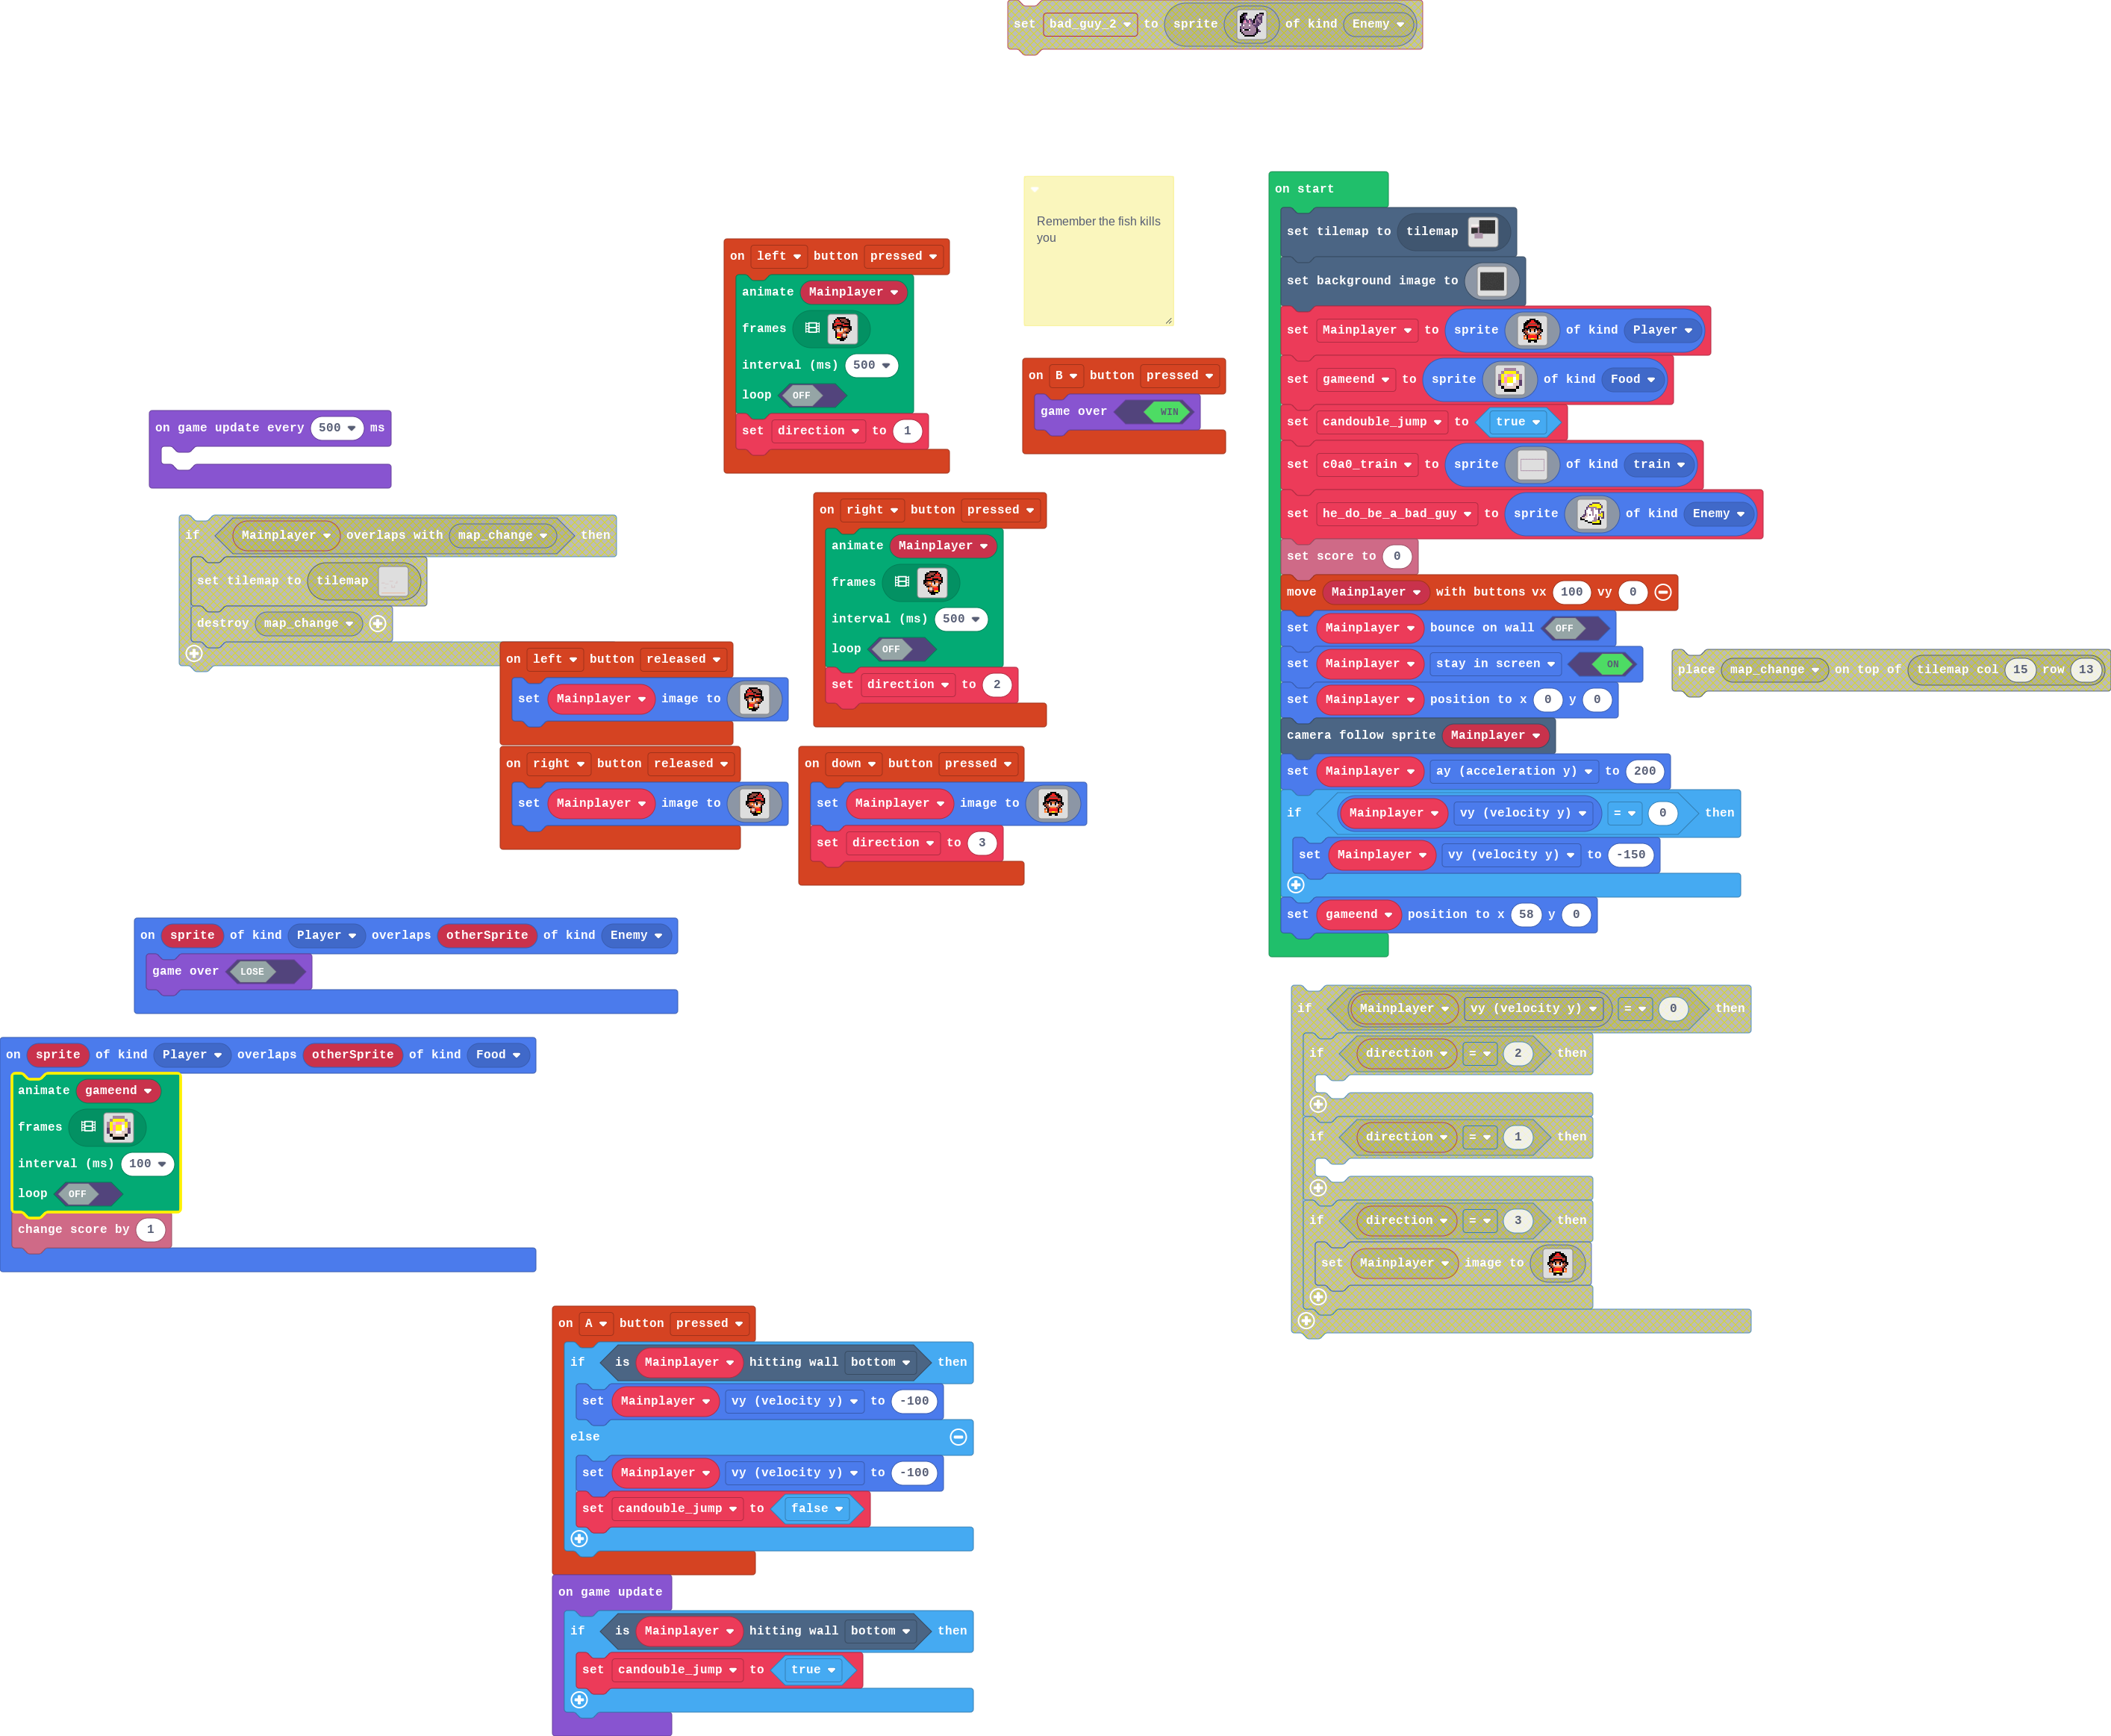 set bad_guy_2 to sprite of kind Enemy
Remember the fish kills
you
on start
set tilemap to tilemap
set background image to
set Mainplayer to sprite of kind Player
set gameend to sprite of kind Food
set candouble_jump to true
set c0a0_train to sprite of kind train
set he_do_be_a_bad_guy to sprite of kind Enemy
set score to 0
move Mainplayer with buttons vx 100 vy 0
set Mainplayer bounce on wall OFF
set Mainplayer stay in screen ON
set Mainplayer position to x 0 y 0
camera follow sprite Mainplayer
set Mainplayer ay (acceleration y) to 200
if Mainplayer vy (velocity y) = 0 then
set Mainplayer vy (velocity y) to -150
set gameend position to x 58 y 0
place map_change on top of tilemap col 15 row 13
on left button pressed
animate Mainplayer
frames
interval (ms) 500
loop OFF
set direction to 1
on B button pressed
game over WIN
on game update every 500 ms
if Mainplayer overlaps with map_change then
set tilemap to tilemap
destroy map_change
on right button pressed
animate Mainplayer
frames
interval (ms) 500
loop OFF
set direction to 2
on left button released
set Mainplayer image to
on right button released
set Mainplayer image to
on down button pressed
set Mainplayer image to
set direction to 3
on sprite of kind Player overlaps otherSprite of kind Enemy
game over LOSE
on sprite of kind Player overlaps otherSprite of kind Food
animate gameend
frames
interval (ms) 100
loop OFF
change score by 1
if Mainplayer vy (velocity y) = 0 then
if direction = 2 then
if direction = 1 then
if direction = 3 then
set Mainplayer image to
on A button pressed
if is Mainplayer hitting wall bottom then
set Mainplayer vy (velocity y) to -100
else
set Mainplayer vy (velocity y) to -100
set candouble_jump to false
on game update
if is Mainplayer hitting wall bottom then
set candouble_jump to true